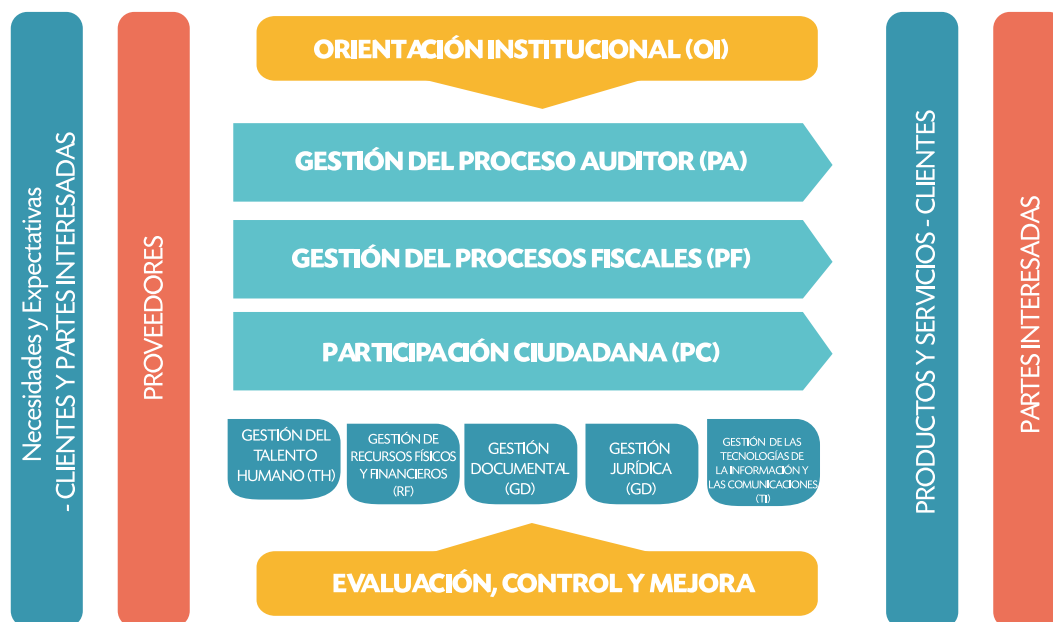 Necesidades y Expectativas
- CLIENTES Y PARTES INTERESADAS
PROVEEDORES
ORIENTACIÓN INSTITUCIONAL (OI)
GESTIÓN DEL PROCESO AUDITOR (PA)
GESTIÓN DEL PROCESOS FISCALES (PF)
PARTICIPACIÓN CIUDADANA (PC)
GESTIÓN DEL
TALENTO
HUMANO (TH)
GESTIÓN DE
RECURSOS FÍSICOS
Y FINANCIEROS
(RF)
GESTIÓN
DOCUMENTAL
(GD)
GESTIÓN
JURÍDICA
(GD)
GESTIÓN DE LAS
TECNOLOGÍAS DE
LA INFORMACIÓN Y
LAS COMUNICACIONES
(TI)
EVALUACIÓN, CONTROL Y MEJORA
PRODUCTOS Y SERVICIOS - CLIENTES
PARTES INTERESADAS